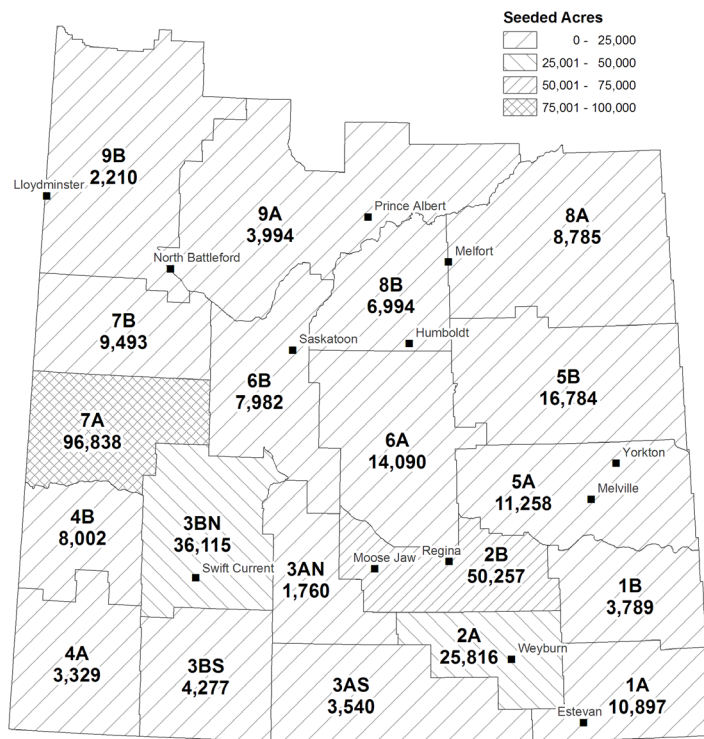 Seeded Acres
0 - 25,000
25,001 - 50,000
50,001 - 75,000
75,001 - 100,000
9B
2,210
Lloydminster
9A
3,994
Prince Albert
8A
8,785
North Battleford
Melfort
8B
6,994
7B
9,493
Saskatoon
Humboldt
6B
7,982
5B
16,784
7A
96,838
6A
14,090
Yorkton
5A
11,258
Melville
4B
8,002
3BN
36,115
Swift Current
3AN
1,760
Moose Jaw
Regina
2B
50,257
1B
3,789
4A
3,329
3BS
4,277
3AS
3,540
2A
25,816
Weyburn
1A
10,897
Estevan